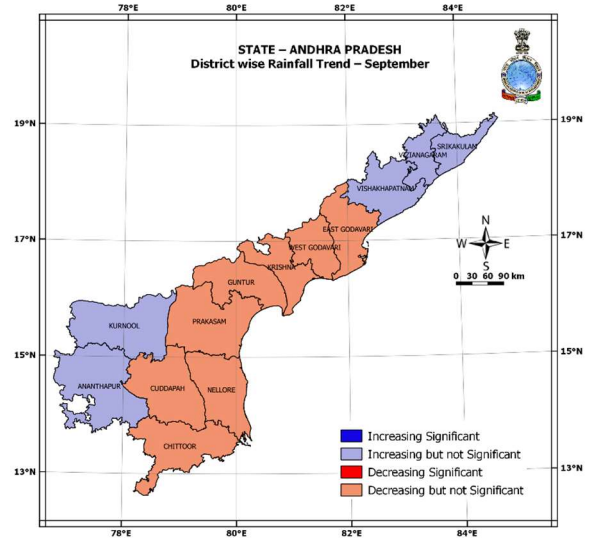 78°E 80°E 82°E 84°E
STATE – ANDHRA PRADESH
District wise Rainfall Trend – September
19°N 19°N
SRIKAKULAM
VIZIANAGARAM
VISHAKHAPATNAM
EAST GODAVARI
N
17°N WEST GODAVARI W E 17°N
S
KRISHNA
GUNTUR 0 30 60 90 km
PRAKASAM
KURNOOL
15°N 15°N
ANANTHAPUR CUDDAPAH NELLORE
Increasing Significant
CHITTOOR Increasing but not Significant
13°N Decreasing Significant 13°N
Decreasing but not Significant
78°E 80°E 82°E 84°E